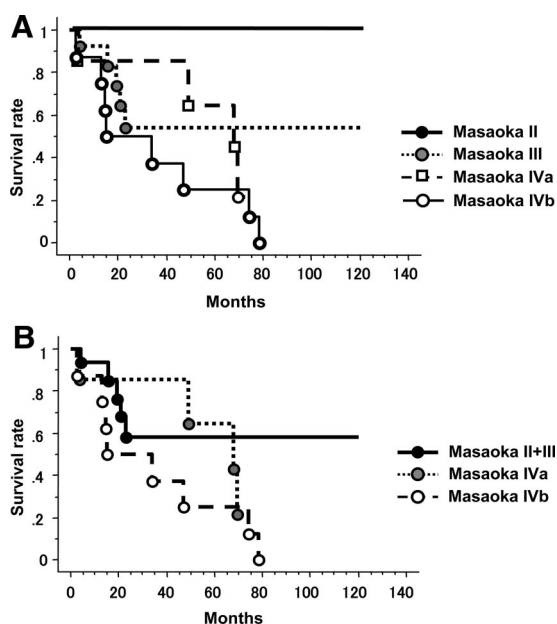 A
Survival rate
1
.8
.6
.4
.2
0
0 20 40 60 80 100 120 140
Months
Masaoka II
Masaoka III
Masaoka IVa
Masaoka IVb
B
Survival rate
1
.8
.6
.4
.2
0
0 20 40 60 80 100 120 140
Months
Masaoka II+III
Masaoka IVa
Masaoka IVb